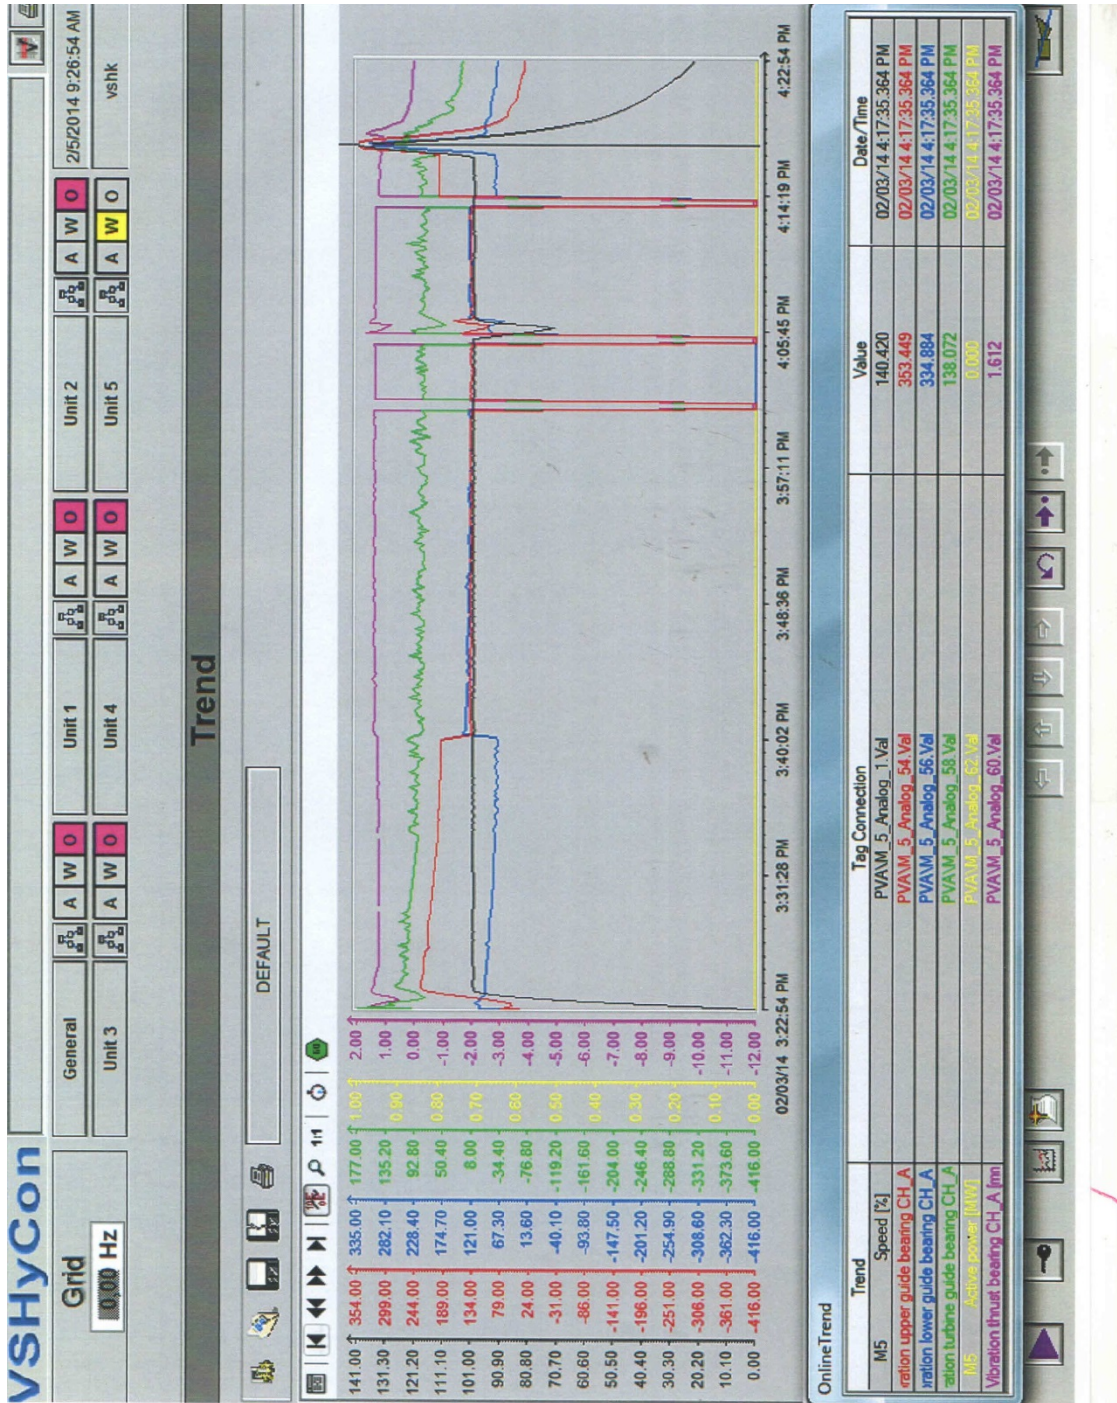 VSHyCon
Grid
0,00 Hz
General
A W O
Unit 1
A W O
Unit 2
A W O
2/5/2014 9:26:54 AM
Unit 3
A W O
Unit 4
A W O
Unit 5
A W O
vshk
Trend
DEFAULT
1:1
141.00 354.00 335.00 177.00 1.00 2.00
131.30 299.00 282.10 135.20 0.90 1.00
121.20 244.00 228.40 92.80 0.00
111.10 189.00 174.70 50.40 0.80 -1.00
101.00 134.00 121.00 8.00 0.70 -2.00
90.90 79.00 67.30 -34.40 -3.00
80.80 24.00 13.60 -76.80 0.60 -4.00
70.70 -31.00 -40.10 -119.20 0.50 -5.00
60.60 -86.00 -93.80 -161.60 0.40 -6.00
50.50 -141.00 -147.50 -204.00 -7.00
40.40 -196.00 -201.20 -246.40 0.30 -8.00
30.30 -251.00 -254.90 -288.80 0.20 -9.00
20.20 -306.00 -308.60 -331.20 -10.00
10.10 -361.00 -362.30 -373.60 0.10 -11.00
0.00 -416.00 -416.00 -416.00 0.00 -12.00
02/03/14 3:22:54 PM 3:31:28 PM 3:40:02 PM 3:48:36 PM 3:57:11 PM 4:05:45 PM 4:14:19 PM 4:22:54 PM
OnlineTrend
Trend Tag Connection Value Date/Time
M5 Speed [%] PVA\M_5_Analog_1.Val 140.420 02/03/14 4:17:35.364 PM
ration upper guide bearing CH_A PVA\M_5_Analog_54.Val 353.449 02/03/14 4:17:35.364 PM
ration lower guide bearing CH_A PVA\M_5_Analog_56.Val 334.884 02/03/14 4:17:35.364 PM
ration turbine guide bearing CH_A PVA\M_5_Analog_58.Val 138.072 02/03/14 4:17:35.364 PM
M5 Active power [MW] PVA\M_5_Analog_62.Val 0.000 02/03/14 4:17:35.364 PM
Vibration thrust bearing CH_A [mn PVA\M_5_Analog_60.Val 1.612 02/03/14 4:17:35.364 PM